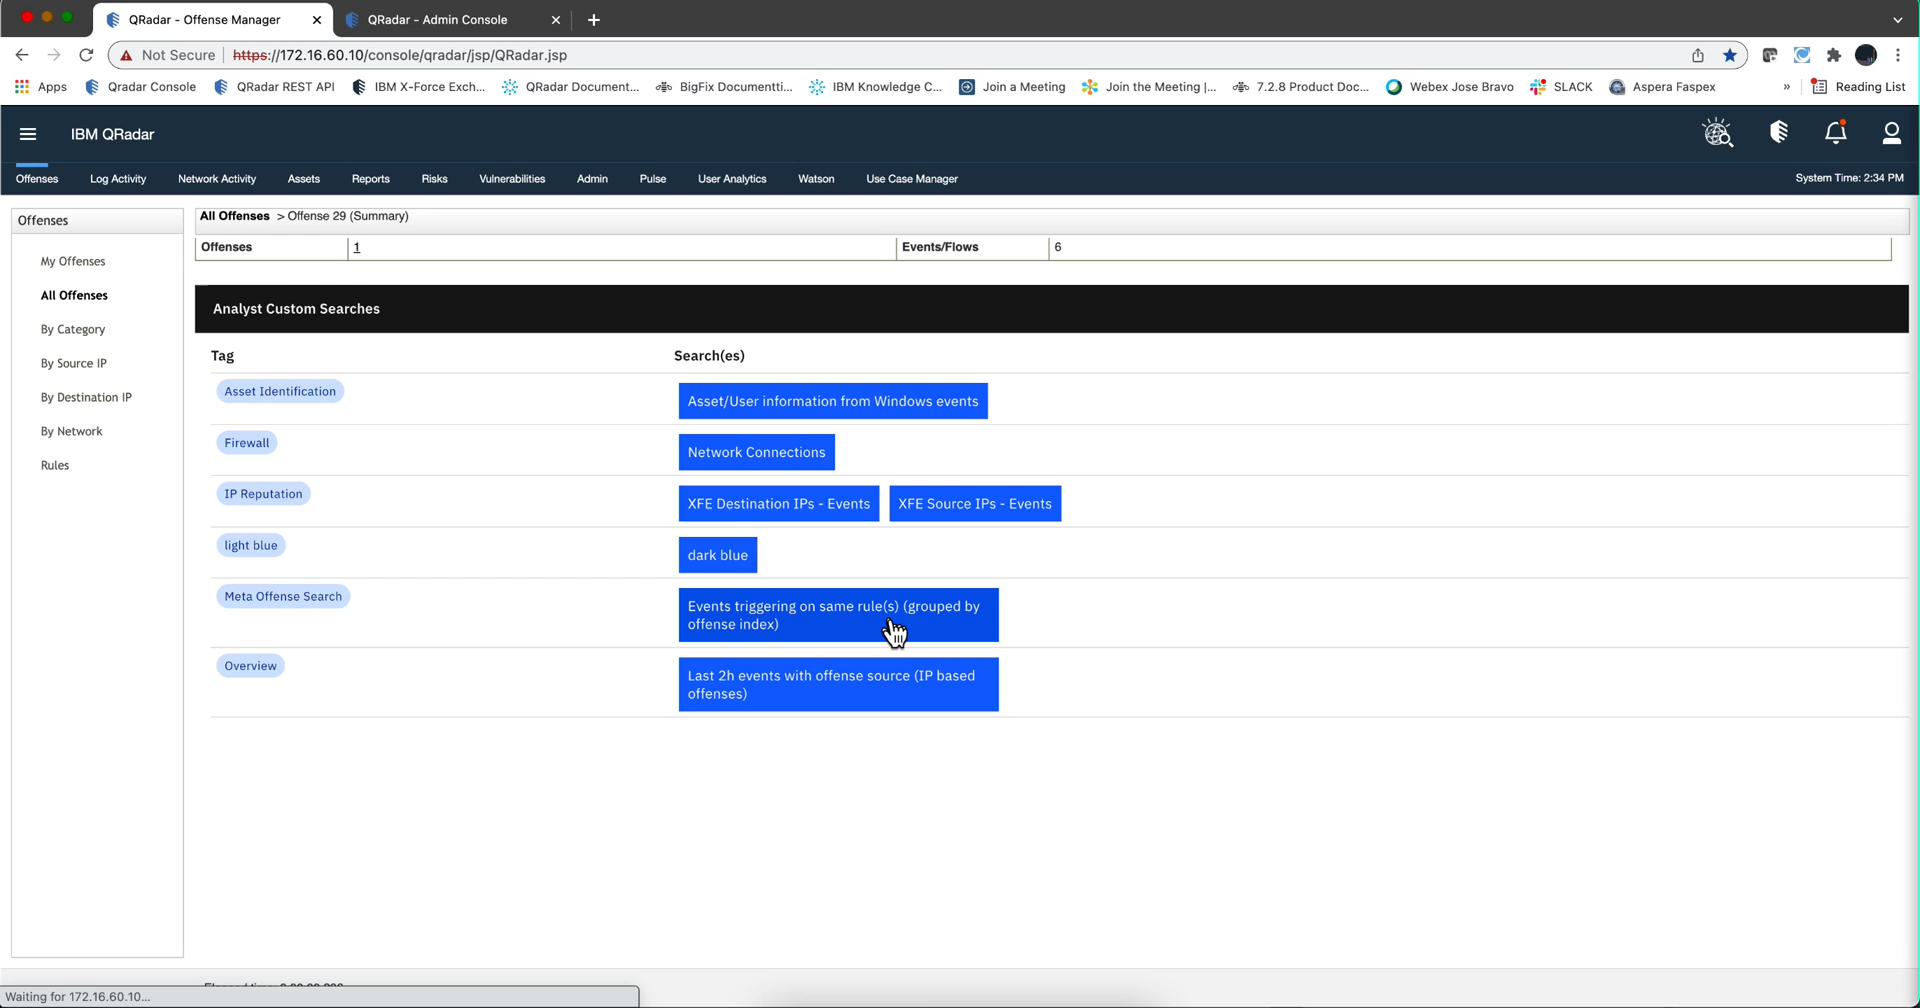 QRadar - Offense Manager
QRadar - Admin Console
Not Secure
https://172.16.60.10/console/qradar/jsp/QRadar.jsp
Apps
Qradar Console
QRadar REST API
IBM X-Force Exch...
QRadar Document...
BigFix Documentti...
IBM Knowledge C...
Join a Meeting
Join the Meeting |...
7.2.8 Product Doc...
Webex Jose Bravo
SLACK
Aspera Faspex
»
Reading List
IBM QRadar
Offenses
Log Activity
Network Activity
Assets
Reports
Risks
Vulnerabilities
Admin
Pulse
User Analytics
Watson
Use Case Manager
System Time: 2:34 PM
Offenses
My Offenses
All Offenses
By Category
By Source IP
By Destination IP
By Network
Rules
All Offenses > Offense 29 (Summary)
Offenses 1 Events/Flows 6
Analyst Custom Searches
Tag Search(es)
Asset Identification
Asset/User information from Windows events
Firewall
Network Connections
IP Reputation
XFE Destination IPs - Events
XFE Source IPs - Events
light blue
dark blue
Meta Offense Search
Events triggering on same rule(s) (grouped by
offense index)
Overview
Last 2h events with offense source (IP based
offenses)
Waiting for 172.16.60.10...